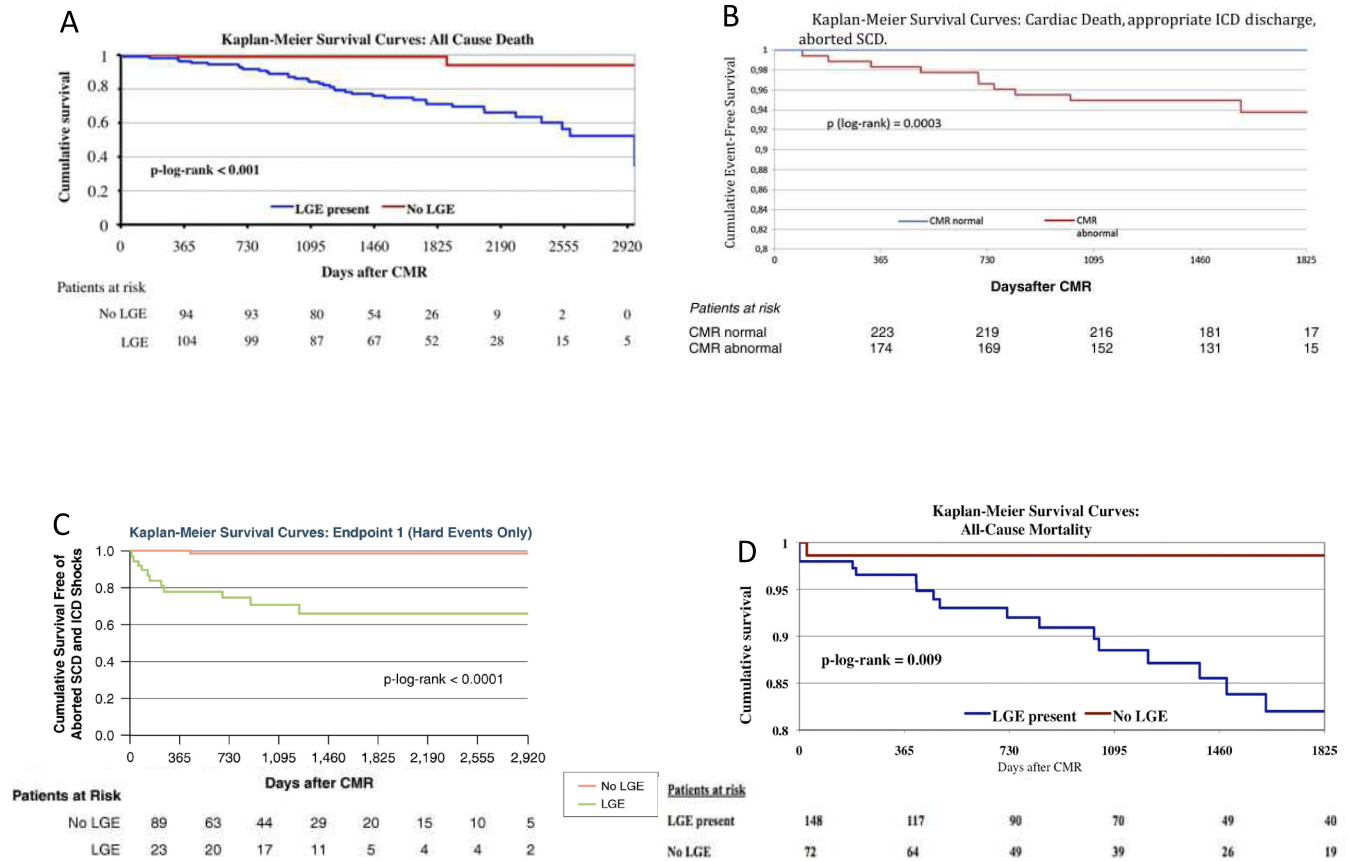 A
Kaplan-Meier Survival Curves: All Cause Death
Cumulative survival
1
0.8
0.6
0.4
0.2
0
p-log-rank < 0.001
LGE present No LGE
0 365 730 1095 1460 1825 2190 2555 2920
Days after CMR
Patients at risk
No LGE 94 93 80 54 26 9 2 0
LGE 104 99 87 67 52 28 15 5
B
Kaplan-Meier Survival Curves: Cardiac Death, appropriate ICD discharge,
aborted SCD.
Cumulative Event-Free Survival
1
0,98
0,96
0,94
0,92
0,9
0,88
0,86
0,84
0,82
0,8
p (log-rank) = 0.0003
CMR normal CMR
abnormal
0 365 730 1095 1460 1825
Daysafter CMR
Patients at risk
CMR normal 223 219 216 181 17
CMR abnormal 174 169 152 131 15
C
Kaplan-Meier Survival Curves: Endpoint 1 (Hard Events Only)
Cumulative Survival Free of
Aborted SCD and ICD Shocks
1.0
0.8
0.6
0.4
0.2
0.0
p-log-rank < 0.0001
0 365 730 1,095 1,460 1,825 2,190 2,555 2,920
Days after CMR
No LGE
LGE
Patients at Risk
No LGE 89 63 44 29 20 15 10 5
LGE 23 20 17 11 5 4 4 2
D
Kaplan-Meier Survival Curves:
All-Cause Mortality
Cumulative survival
1
0.95
0.9
0.85
0.8
p-log-rank = 0.009
LGE present No LGE
0 365 730 1095 1460 1825
Days after CMR
Patients at risk
LGE present 148 117 90 70 49 40
No LGE 72 64 49 39 26 19